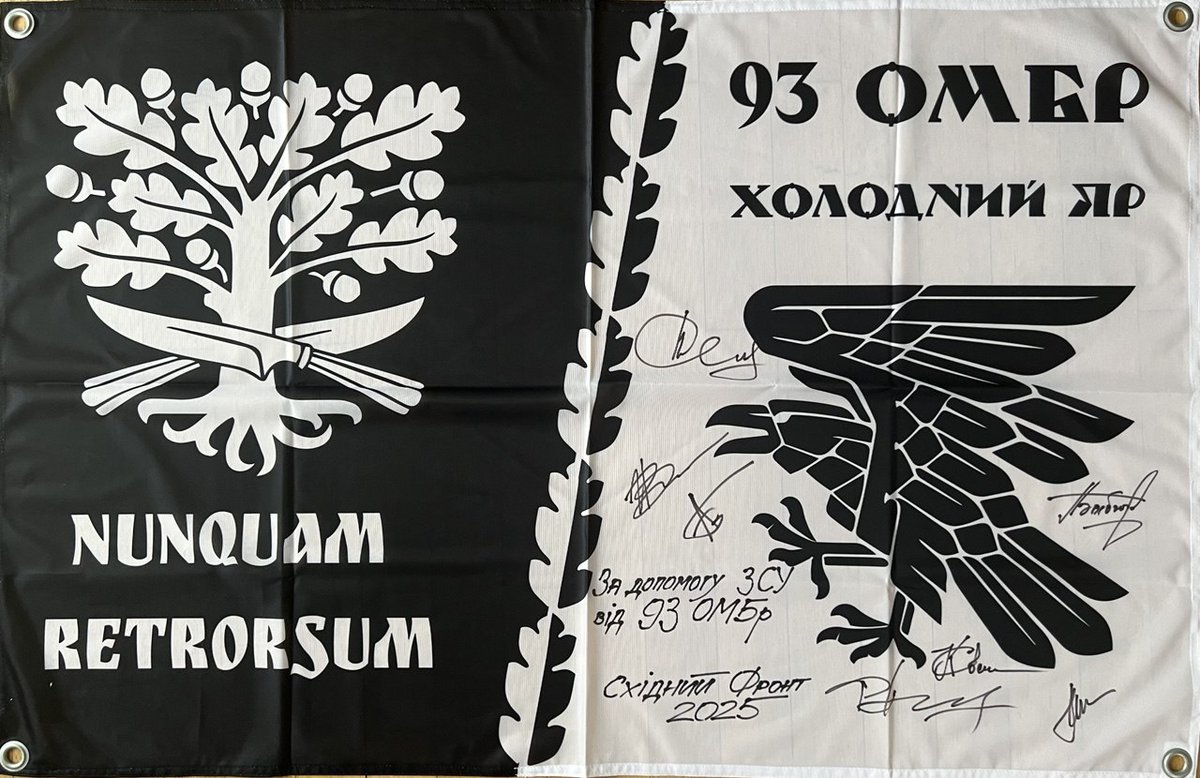 NUNQUAM
RETRORSUM
93 ОМБР
ХОЛОДНИЙ ЯР
За допомогу ЗСУ
від 93 ОМБр
Східний Фронт
2025